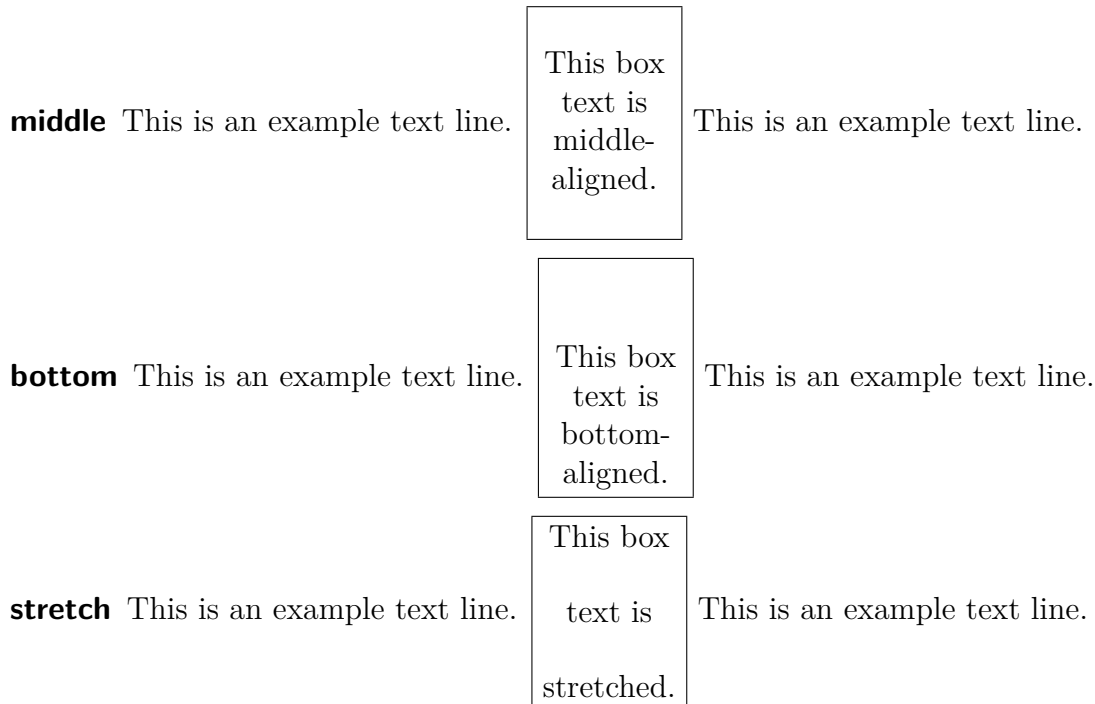 This box
text is
middle This is an example text line. This is an example text line.
middle-
aligned.
This box
bottom This is an example text line. This is an example text line.
text is
bottom-
aligned.
This box
stretch This is an example text line. text is This is an example text line.
stretched.